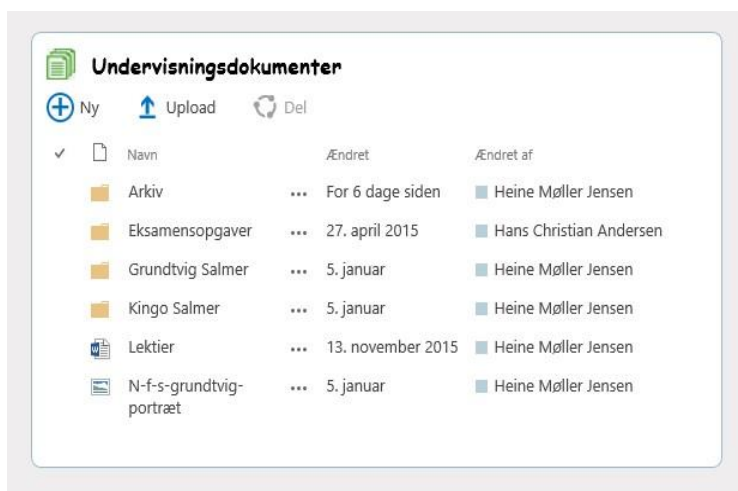 Undervisningsdokumenter
Ny Upload Del
Navn Ændret Ændret af
Arkiv ... For 6 dage siden Heine Møller Jensen
Eksamensopgaver ... 27. april 2015 Hans Christian Andersen
Grundtvig Salmer ... 5. januar Heine Møller Jensen
Kingo Salmer ... 5. januar Heine Møller Jensen
Lektier ... 13. november 2015 Heine Møller Jensen
N-f-s-grundtvig- ... 5. januar Heine Møller Jensen
portræt